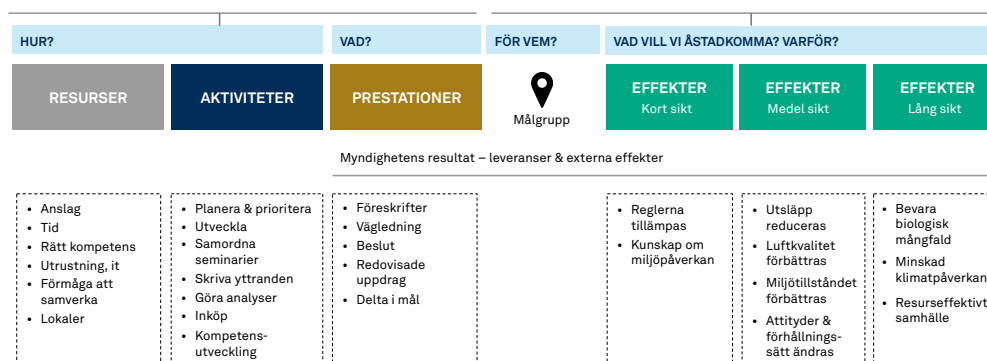 HUR?
VAD?
FÖR VEM?
VAD VILL VI ÅSTADKOMMA? VARFÖR?
RESURSER
AKTIVITETER
PRESTATIONER
Målgrupp
EFFEKTER
Kort sikt
EFFEKTER
Medel sikt
EFFEKTER
Lång sikt
Myndighetens resultat – leveranser & externa effekter
• Anslag
• Tid
• Rätt kompetens
• Utrustning, it
• Förmåga att
samverka
• Lokaler
• Planera & prioritera
• Utveckla
• Samordna
seminarier
• Skriva yttranden
• Göra analyser
• Inköp
• Kompetens-
utveckling
• Föreskrifter
• Vägledning
• Beslut
• Redovisade
uppdrag
• Delta i mål
• Reglerna
tillämpas
• Kunskap om
miljöpåverkan
• Utsläpp
reduceras
• Luftkvalitet
förbättras
• Miljötillståndet
förbättras
• Attityder &
förhållnings-
sätt ändras
• Bevara
biologisk
mångfald
• Minskad
klimatpåverkan
• Resurseffektivt
samhälle